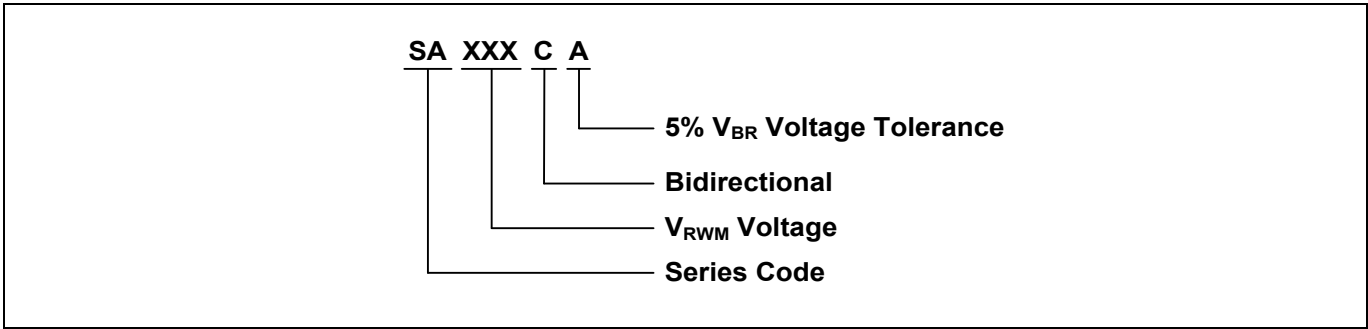 SA XXX C A
5% VBR Voltage Tolerance
Bidirectional
VRWM Voltage
Series Code